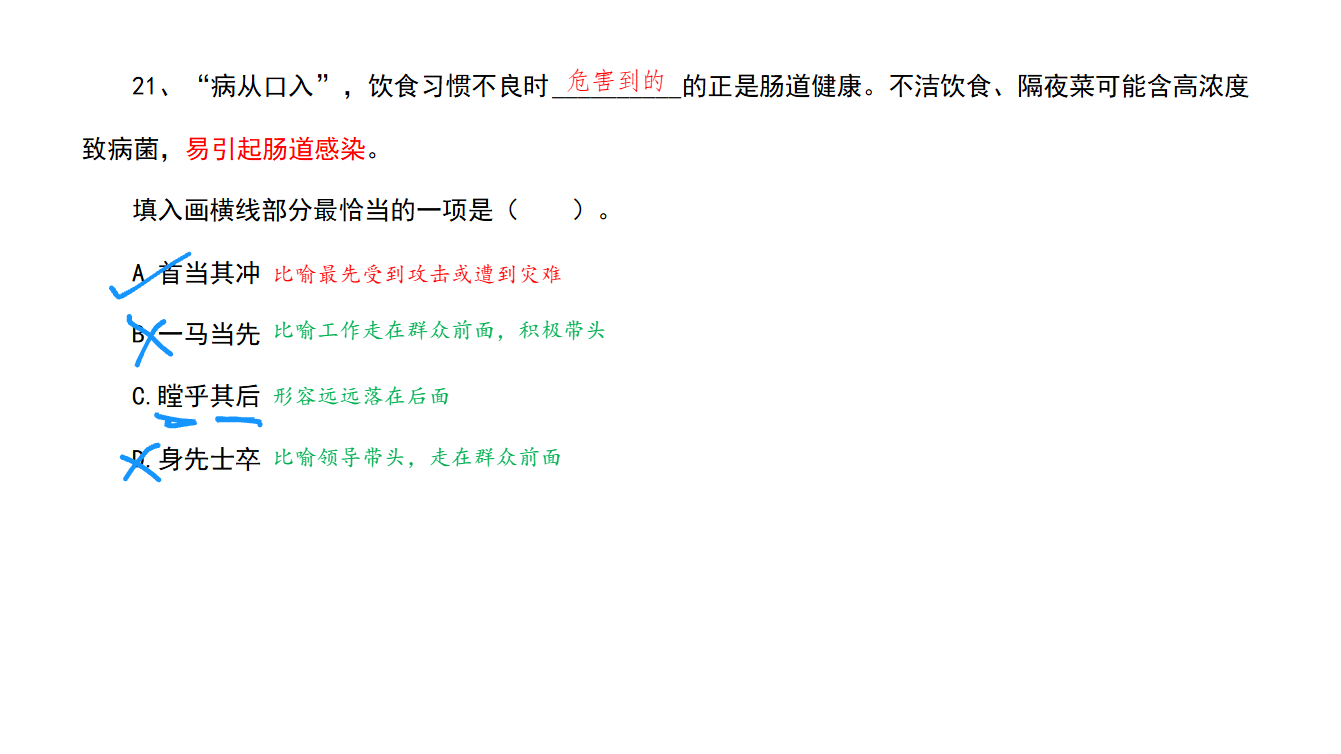 21、“病从口入”，饮食习惯不良时__危害到的__的正是肠道健康。不洁饮食、隔夜菜可能含高浓度
致病菌，易引起肠道感染。
填入画横线部分最恰当的一项是（　　）。
A.首当其冲 比喻最先受到攻击或遭到灾难
B.一马当先 比喻工作走在群众前面，积极带头
C.瞠乎其后 形容远远落在后面
D.身先士卒 比喻领导带头，走在群众前面